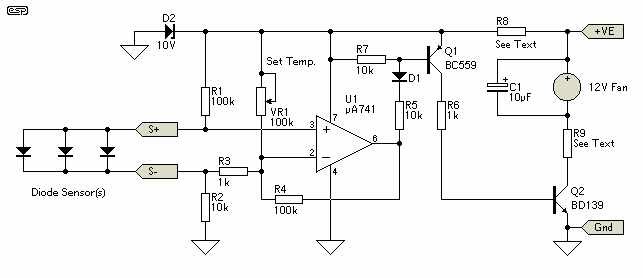 esp
D2
10V
R8
See Text
+VE
R7
10k
Q1
BC559
Set Temp.
D1
C1
10µF
+
12V Fan
R1
100k
VR1
100k
U1
µA741
R5
10k
R6
1k
7
3
+
6
2
−
4
S+
S-
R3
1k
R9
See Text
Diode Sensor(s)
R2
10k
R4
100k
Q2
BD139
Gnd